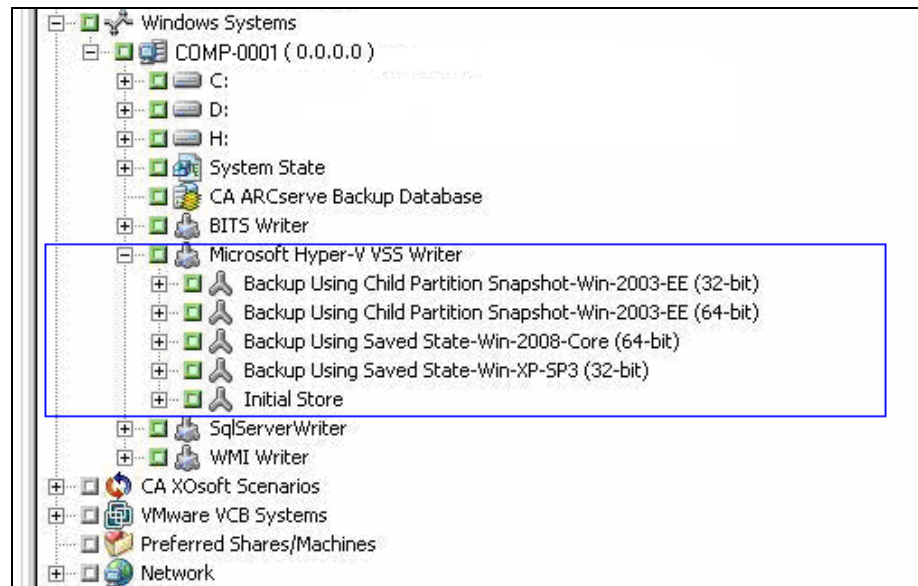 Windows Systems
COMP-0001 ( 0.0.0.0 )
C:
D:
H:
System State
CA ARCserve Backup Database
BITS Writer
Microsoft Hyper-V VSS Writer
Backup Using Child Partition Snapshot-Win-2003-EE (32-bit)
Backup Using Child Partition Snapshot-Win-2003-EE (64-bit)
Backup Using Saved State-Win-2008-Core (64-bit)
Backup Using Saved State-Win-XP-SP3 (32-bit)
Initial Store
SqlServerWriter
WMI Writer
CA XOsoft Scenarios
VMware VCB Systems
Preferred Shares/Machines
Network